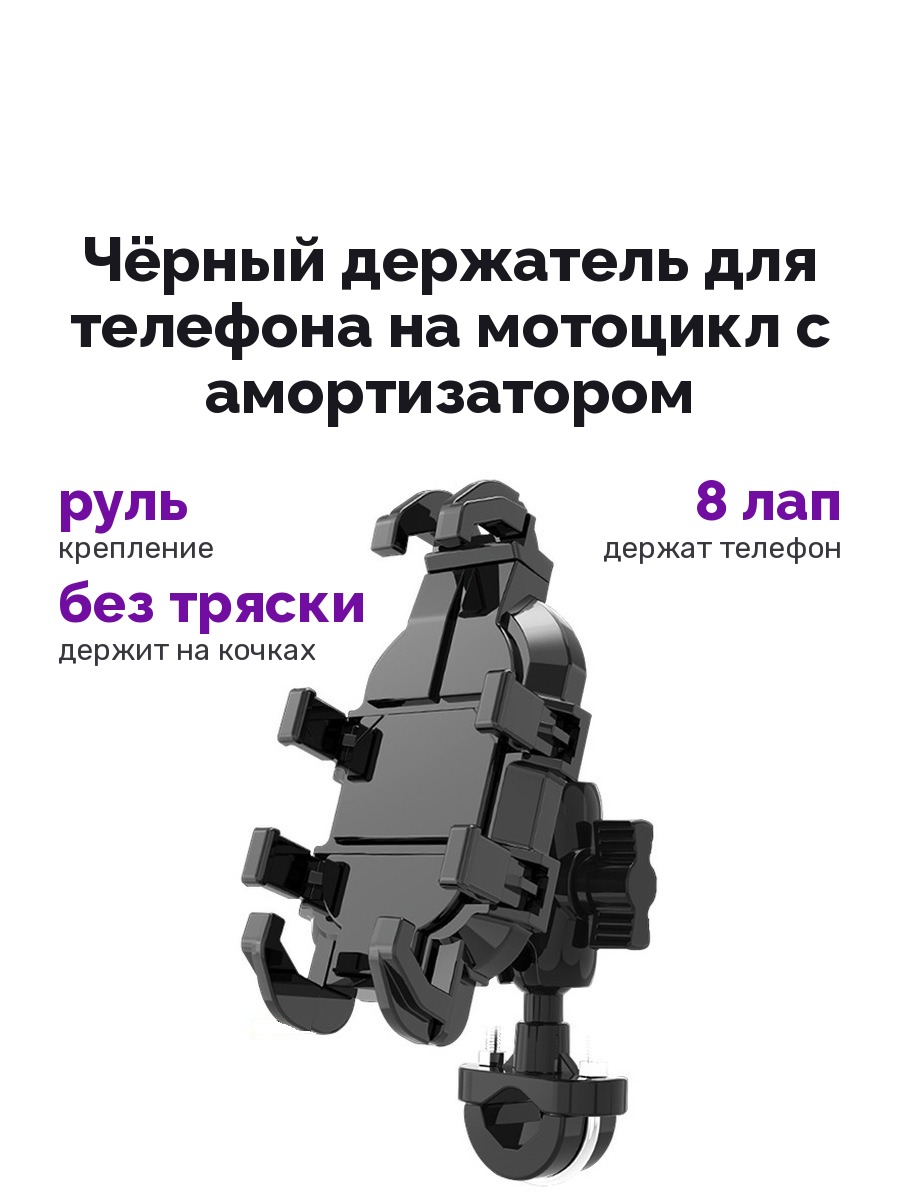 Чёрный держатель для
телефона на мотоцикл с
амортизатором
руль
крепление
8 лап
держат телефон
без тряски
держит на кочках